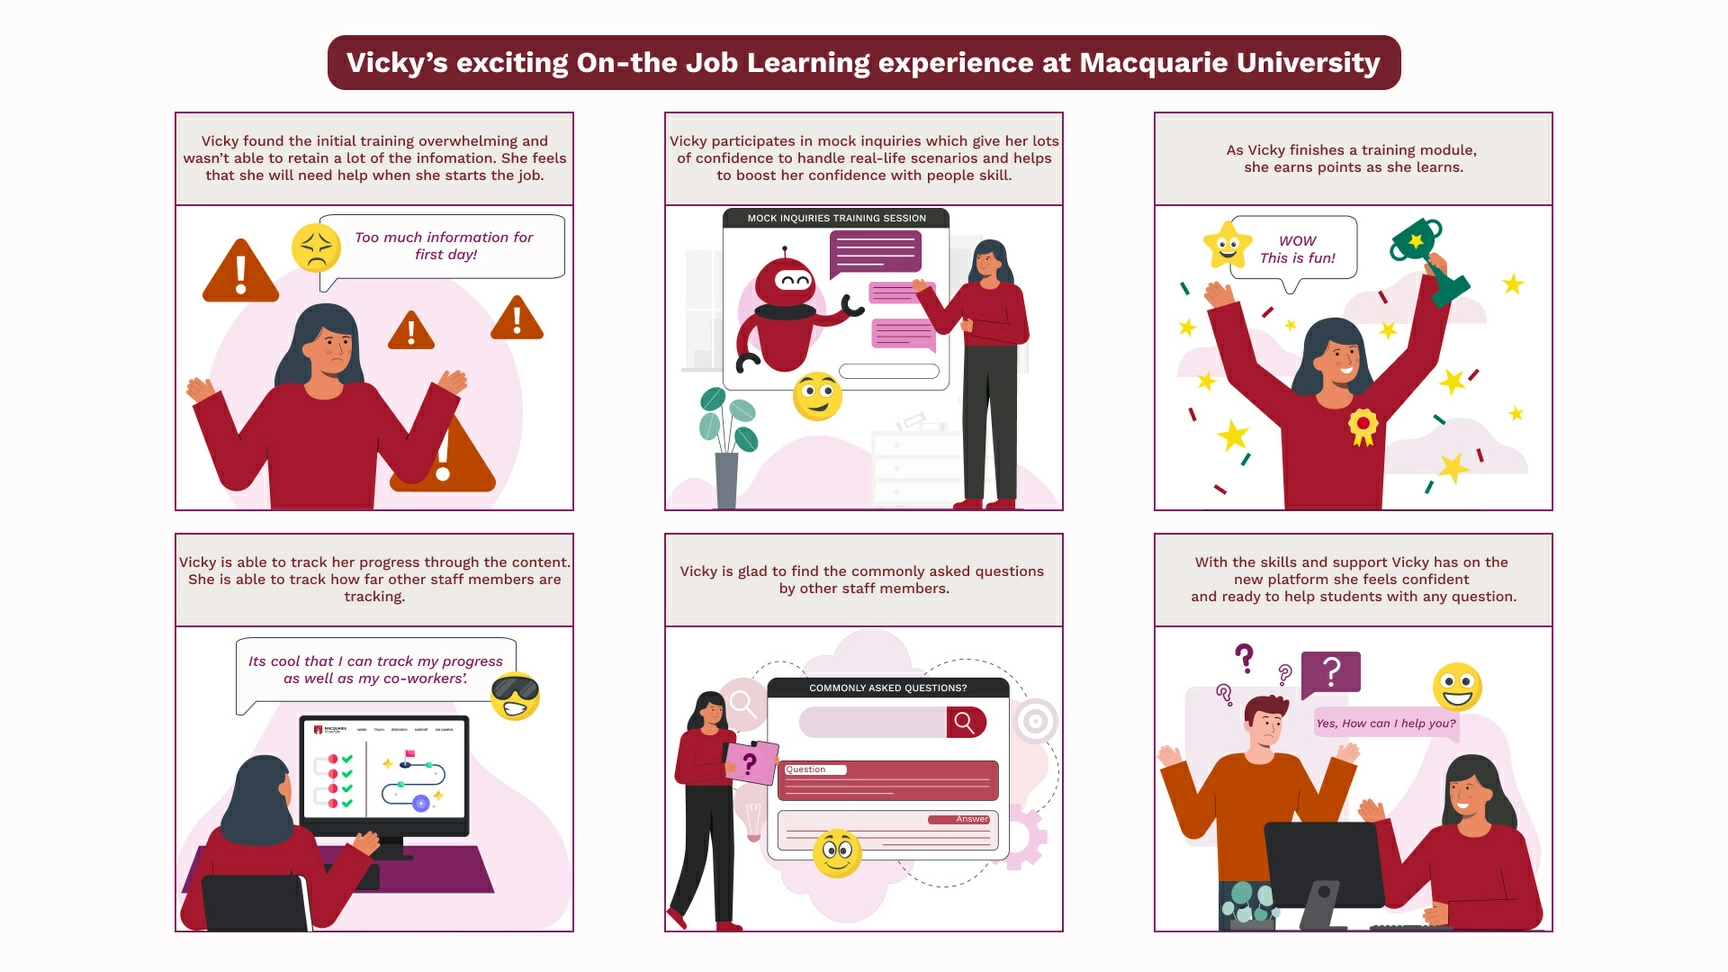 Vicky’s exciting On-the Job Learning experience at Macquarie University
Vicky found the initial training overwhelming and
wasn’t able to retain a lot of the infomation. She feels
that she will need help when she starts the job.
Too much information for
first day!
Vicky participates in mock inquiries which give her lots
of confidence to handle real-life scenarios and helps
to boost her confidence with people skill.
MOCK INQUIRIES TRAINING SESSION
As Vicky finishes a training module,
she earns points as she learns.
WOW
This is fun!
Vicky is able to track her progress through the content.
She is able to track how far other staff members are
tracking.
Its cool that I can track my progress
as well as my co-workers’.
MACQUARIE
Vicky is glad to find the commonly asked questions
by other staff members.
COMMONLY ASKED QUESTIONS?
?
Question
Answer
With the skills and support Vicky has on the
new platform she feels confident
and ready to help students with any question.
? ? ? ?
Yes, How can I help you?